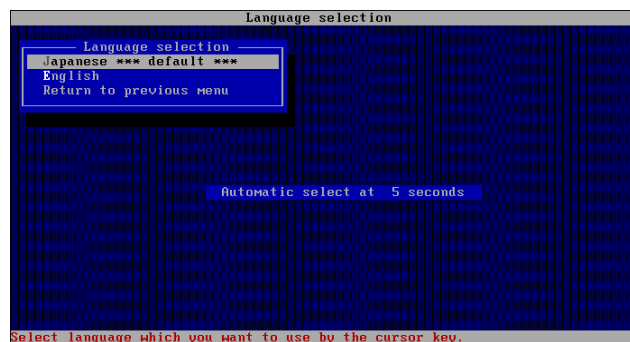 Language selection
Language selection
Japanese *** default ***
English
Return to previous menu
Automatic select at 5 seconds
Select language which you want to use by the cursor key.